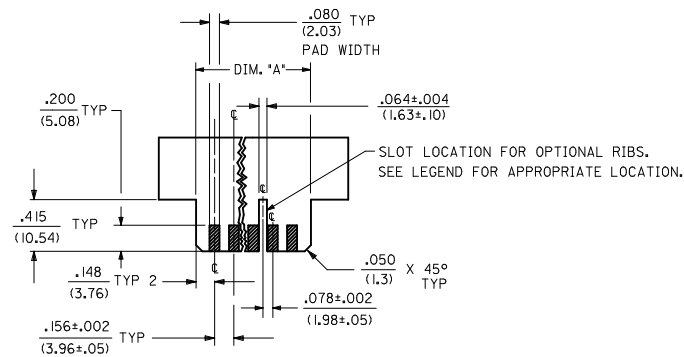 .080 TYP
(2.03)
PAD WIDTH
DIM. "A"
.200 TYP
(5.08)
.064±.004
(1.63±.10)
℄
SLOT LOCATION FOR OPTIONAL RIBS.
SEE LEGEND FOR APPROPRIATE LOCATION.
℄
.415 TYP
(10.54)
℄
℄
.148 TYP 2
(3.76)
.050 X 45°
(1.3) TYP
.078±.002
(1.98±.05)
.156±.002 TYP
(3.96±.05)